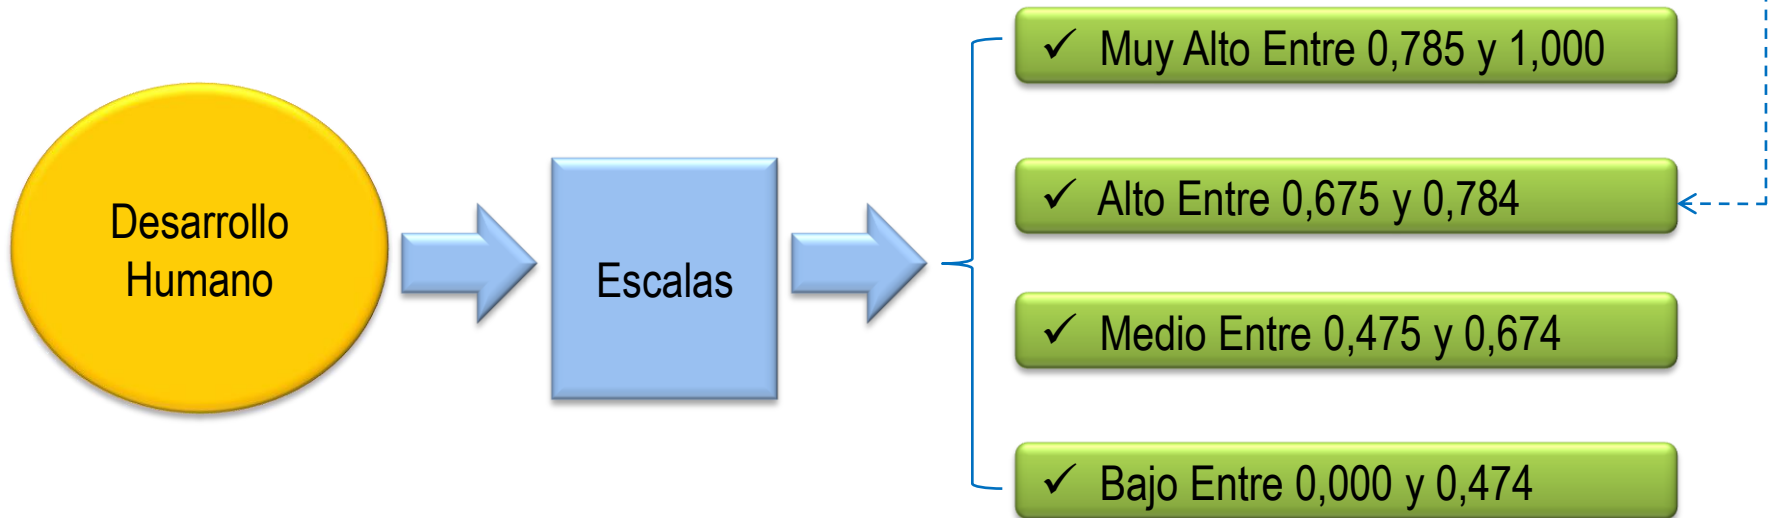 Desarrollo
Humano
Escalas
✓ Muy Alto Entre 0,785 y 1,000
✓ Alto Entre 0,675 y 0,784
✓ Medio Entre 0,475 y 0,674
✓ Bajo Entre 0,000 y 0,474